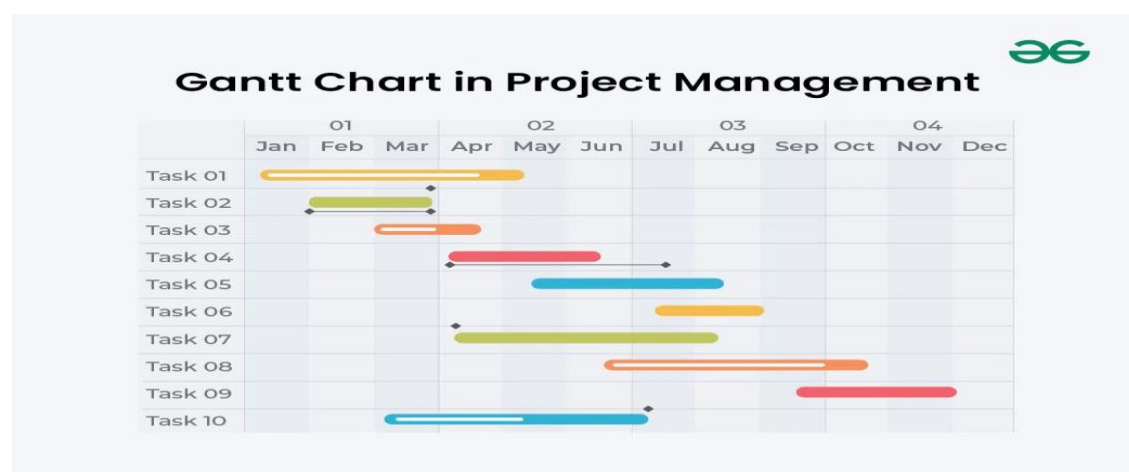 Gantt Chart in Project Management
01 02 03 04
Jan Feb Mar Apr May Jun Jul Aug Sep Oct Nov Dec
Task 01
Task 02
Task 03
Task 04
Task 05
Task 06
Task 07
Task 08
Task 09
Task 10